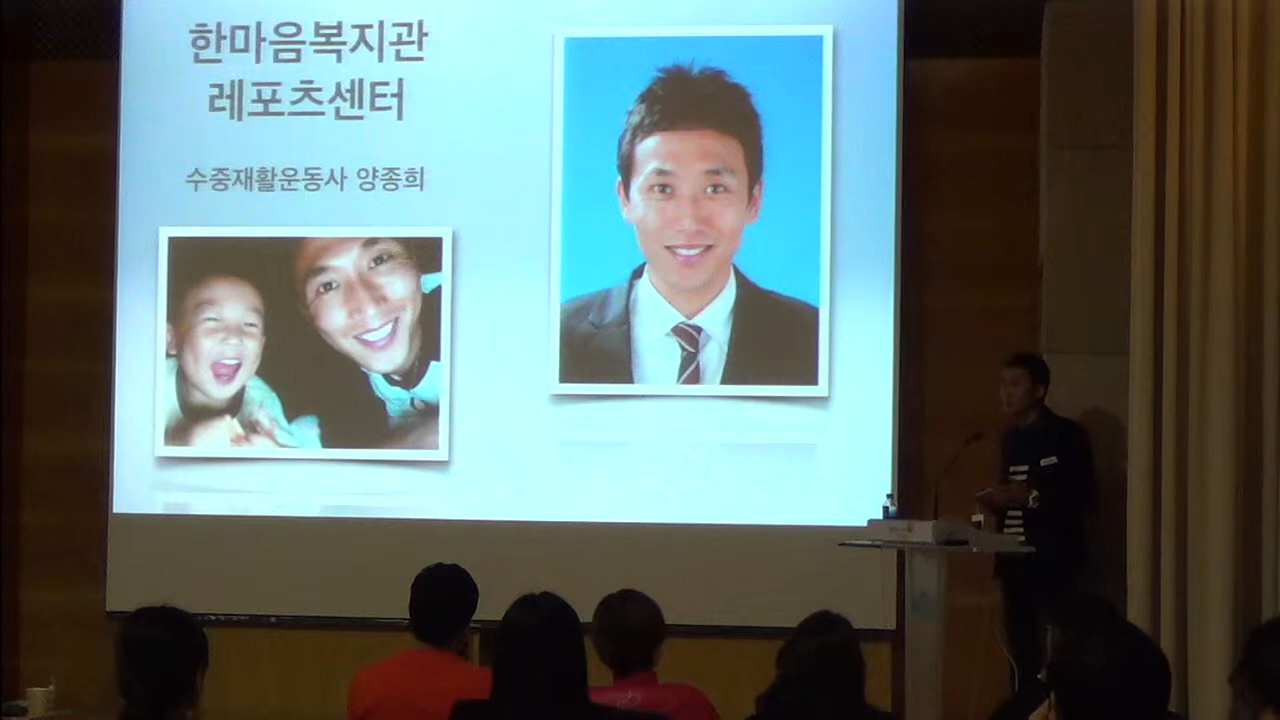 한마음복지관
레포츠센터
수중재활운동사 양종희